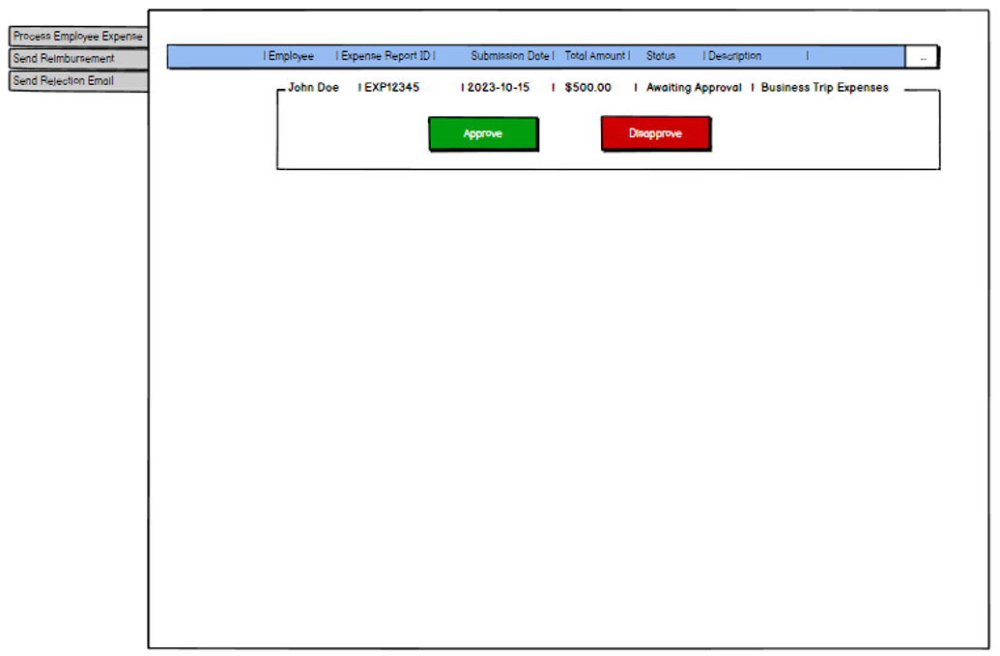 Process Employee Expense
Send Reimbursement
Send Rejection Email
| Employee | Expense Report ID | Submission Date | Total Amount | Status | Description | ...
John Doe | EXP12345 | 2023-10-15 | $500.00 | Awaiting Approval | Business Trip Expenses
Approve Disapprove